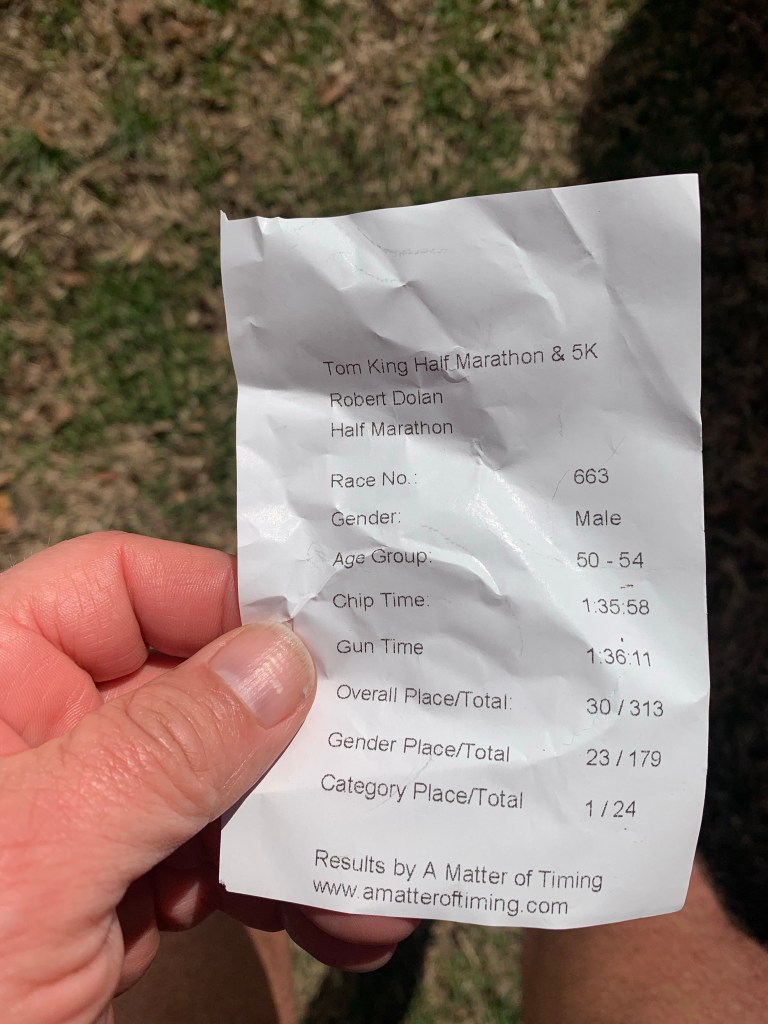 Tom King Half Marathon & 5K
Robert Dolan
Half Marathon
Race No.: 663
Gender: Male
Age Group: 50 - 54
Chip Time: 1:35:58
Gun Time 1:36:11
Overall Place/Total: 30 / 313
Gender Place/Total 23 / 179
Category Place/Total 1 / 24
Results by A Matter of Timing
www.amatteroftiming.com